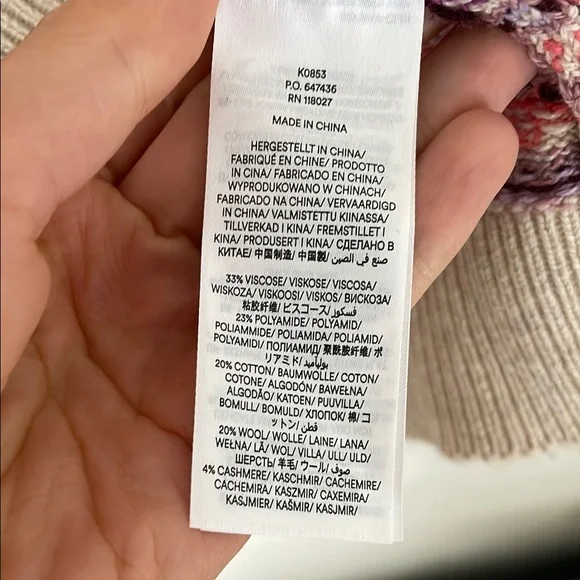 K0853
P.O. 647436
RN 118027
MADE IN CHINA
HERGESTELLT IN CHINA/
FABRIQUÉ EN CHINE/ PRODOTTO
IN CINA/ FABRICADO EN CHINA/
WYPRODUKOWANO W CHINACH/
FABRICADO NA CHINA/ VERVAARDIGD
IN CHINA/ VALMISTETTU KIINASSA/
TILLVERKAD I KINA/ FREMSTILLET I
KINA/ PRODUSERT I KINA/ СДЕЛАНО В
КИТАЕ/ 中国制造/ 中国製/ صنع في الصين
33% VISCOSE/ VISKOSE/ VISCOSA/
WISKOZA/ VISKOOSI/ VISKOS/ ВИСКОЗА/
粘胶纤维/ ビスコース/ فسكوز
23% POLYAMIDE/ POLYAMID/
POLIAMMIDE/ POLIAMIDA/ POLIAMID/
POLYAMIDI/ ПОЛИАМИД/ 聚酰胺纤维/ ポ
リアミド/ بولياميد
20% COTTON/ BAUMWOLLE/ COTON/
COTONE/ ALGODÓN/ BAWEŁNA/
ALGODÃO/ KATOEN/ PUUVILLA/
BOMULL/ BOMULD/ ХЛОПОК/ 棉/ コ
ットン/ قطن
20% WOOL/ WOLLE/ LAINE/ LANA/
WEŁNA/ LÃ/ WOL/ VILLA/ ULL/ ULD/
ШЕРСТЬ/ 羊毛/ ウール/ صوف
4% CASHMERE/ KASCHMIR/ CACHEMIRE/
CACHEMIRA/ KASZMIR/ CAXEMIRA/
KASJMIER/ KAŠMIR/ KASJMIR/